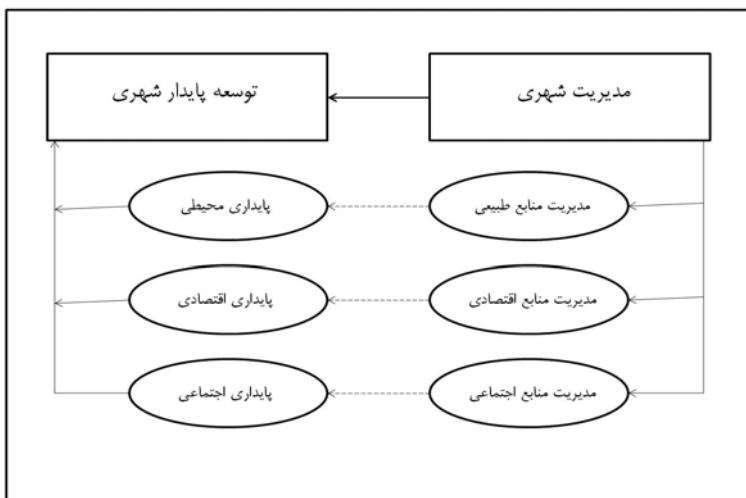 مدیریت شهری
توسعه پایدار شهری
مدیریت منابع طبیعی
پایداری محیطی
مدیریت منابع اقتصادی
پایداری اقتصادی
مدیریت منابع اجتماعی
پایداری اجتماعی